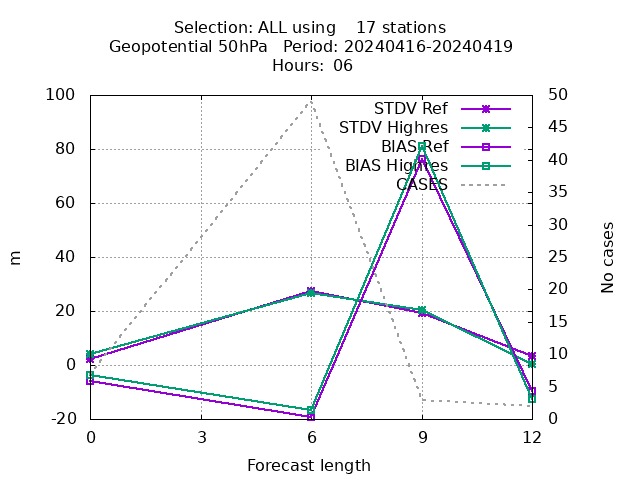 Selection: ALL using    17 stations
Geopotential 50hPa   Period: 20240416-20240419
Hours:  06
STDV Ref
STDV Highres
BIAS Ref
BIAS Highres
CASES
100
80
60
40
20
0
-20
50
45
40
35
30
25
20
15
10
5
0
m
No cases
0 3 6 9 12
Forecast length